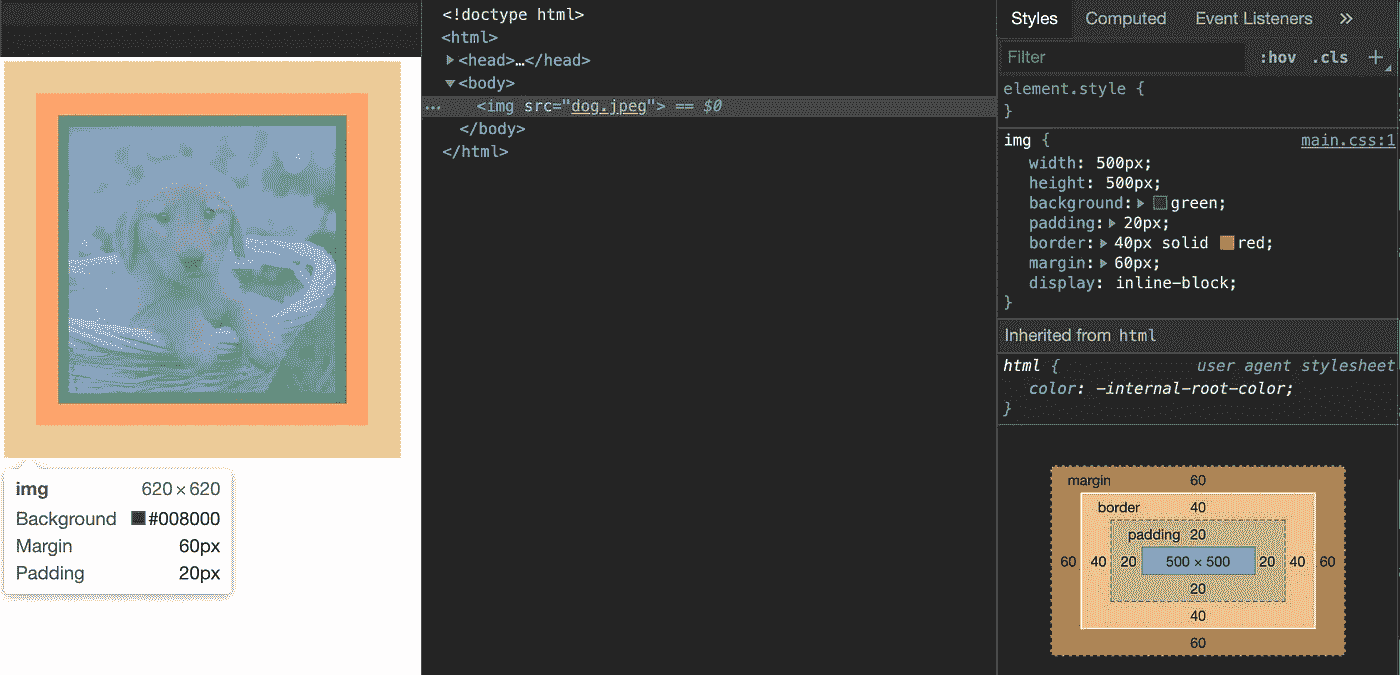 <!doctype html>
<html>
<head>…</head>
<body>
<img src="dog.jpeg"> == $0
</body>
</html>
img 620 × 620
Background #008000
Margin 60px
Padding 20px
Styles Computed Event Listeners »
Filter :hov .cls +
element.style {
}
img { main.css:1
width: 500px;
height: 500px;
background: green;
padding: 20px;
border: 40px solid red;
margin: 60px;
display: inline-block;
}
Inherited from html
html { user agent stylesheet
color: -internal-root-color;
}
margin 60
border 40
padding 20
60 40 20 500 × 500 20 40 60
20
40
60